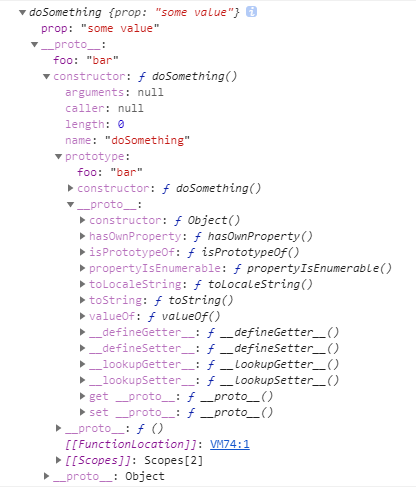 doSomething {prop: "some value"} i
prop: "some value"
__proto__:
foo: "bar"
constructor: ƒ doSomething()
arguments: null
caller: null
length: 0
name: "doSomething"
prototype:
foo: "bar"
constructor: ƒ doSomething()
__proto__:
constructor: ƒ Object()
hasOwnProperty: ƒ hasOwnProperty()
isPrototypeOf: ƒ isPrototypeOf()
propertyIsEnumerable: ƒ propertyIsEnumerable()
toLocaleString: ƒ toLocaleString()
toString: ƒ toString()
valueOf: ƒ valueOf()
__defineGetter__: ƒ __defineGetter__()
__defineSetter__: ƒ __defineSetter__()
__lookupGetter__: ƒ __lookupGetter__()
__lookupSetter__: ƒ __lookupSetter__()
get __proto__: ƒ __proto__()
set __proto__: ƒ __proto__()
__proto__: ƒ ()
[[FunctionLocation]]: VM74:1
[[Scopes]]: Scopes[2]
__proto__: Object